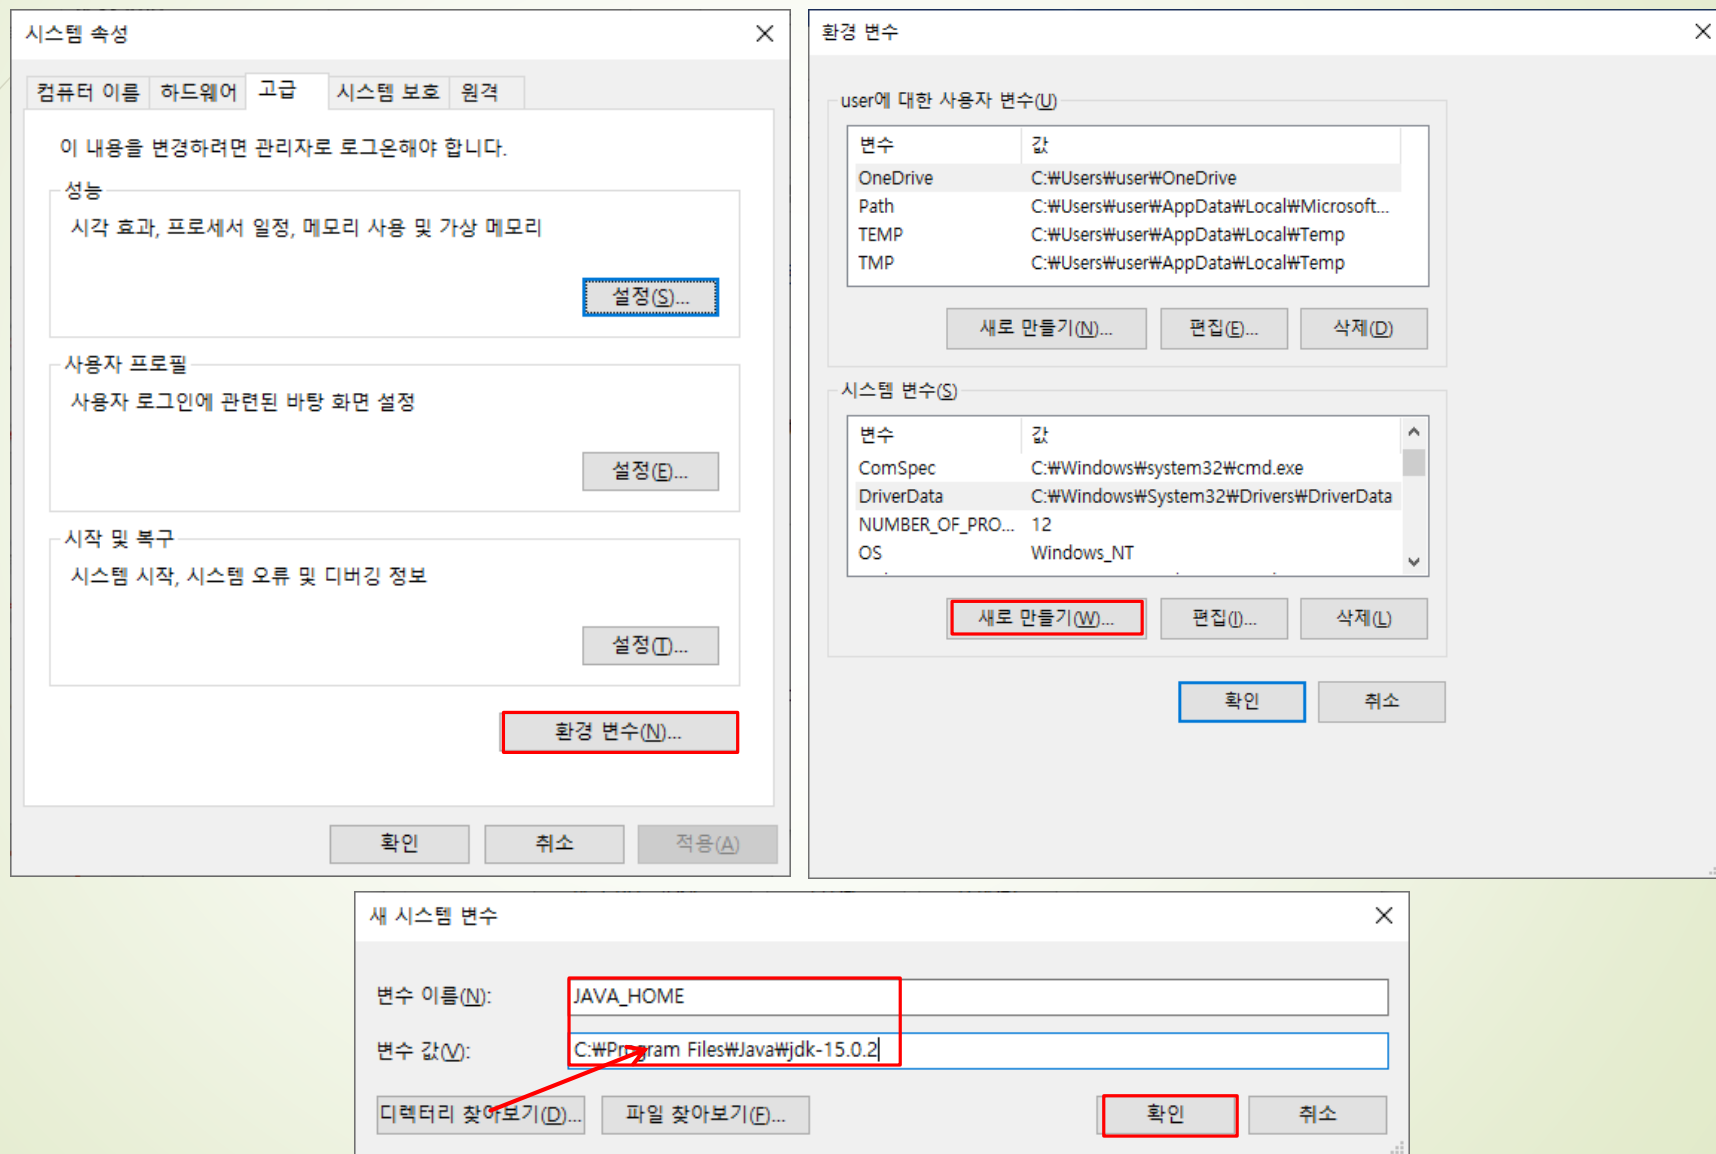 시스템 속성
컴퓨터 이름 하드웨어 고급 시스템 보호 원격
이 내용을 변경하려면 관리자로 로그온해야 합니다.
성능
시각 효과, 프로세서 일정, 메모리 사용 및 가상 메모리
설정(S)...
사용자 프로필
사용자 로그인에 관련된 바탕 화면 설정
설정(E)...
시작 및 복구
시스템 시작, 시스템 오류 및 디버깅 정보
설정(T)...
환경 변수(N)...
확인 취소 적용(A)
환경 변수
user에 대한 사용자 변수(U)
변수 값
OneDrive C:₩Users₩user₩OneDrive
Path C:₩Users₩user₩AppData₩Local₩Microsoft...
TEMP C:₩Users₩user₩AppData₩Local₩Temp
TMP C:₩Users₩user₩AppData₩Local₩Temp
새로 만들기(N)... 편집(E)... 삭제(D)
시스템 변수(S)
변수 값
ComSpec C:₩Windows₩system32₩cmd.exe
DriverData C:₩Windows₩System32₩Drivers₩DriverData
NUMBER_OF_PRO... 12
OS Windows_NT
새로 만들기(W)... 편집(I)... 삭제(L)
확인 취소
새 시스템 변수
변수 이름(N): JAVA_HOME
변수 값(V): C:₩Program Files₩Java₩jdk-15.0.2
디렉터리 찾아보기(D)... 파일 찾아보기(F)... 확인 취소